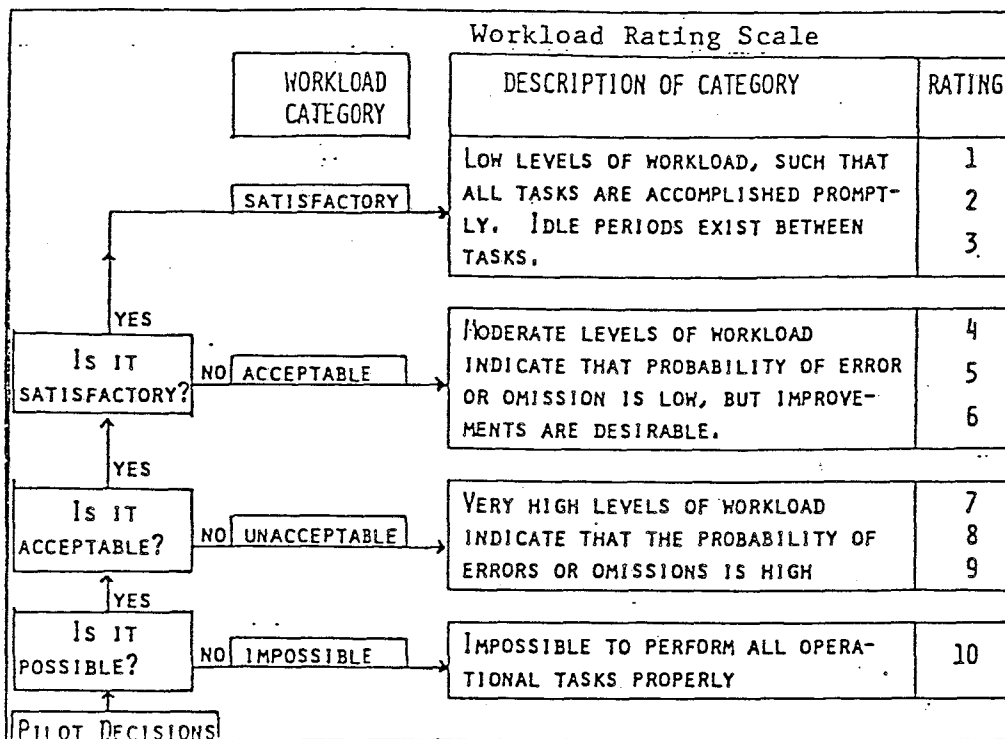 Workload Rating Scale
WORKLOAD
CATEGORY
DESCRIPTION OF CATEGORY
RATING
SATISFACTORY
LOW LEVELS OF WORKLOAD, SUCH THAT
ALL TASKS ARE ACCOMPLISHED PROMPT-
LY. IDLE PERIODS EXIST BETWEEN
TASKS.
1
2
3
YES
IS IT
SATISFACTORY?
NO
ACCEPTABLE
MODERATE LEVELS OF WORKLOAD
INDICATE THAT PROBABILITY OF ERROR
OR OMISSION IS LOW, BUT IMPROVE-
MENTS ARE DESIRABLE.
4
5
6
YES
IS IT
ACCEPTABLE?
NO
UNACCEPTABLE
VERY HIGH LEVELS OF WORKLOAD
INDICATE THAT THE PROBABILITY OF
ERRORS OR OMISSIONS IS HIGH
7
8
9
YES
IS IT
POSSIBLE?
NO
IMPOSSIBLE
IMPOSSIBLE TO PERFORM ALL OPERA-
TIONAL TASKS PROPERLY
10
PILOT DECISIONS